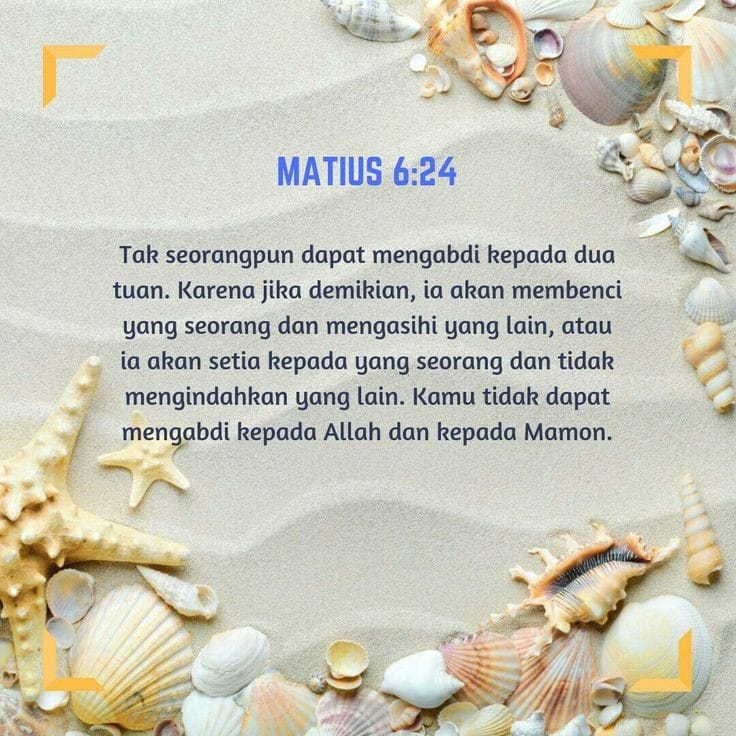 MATIUS 6:24
Tak seorangpun dapat mengabdi kepada dua
tuan. Karena jika demikian, ia akan membenci
yang seorang dan mengasihi yang lain, atau
ia akan setia kepada yang seorang dan tidak
mengindahkan yang lain. Kamu tidak dapat
mengabdi kepada Allah dan kepada Mamon.